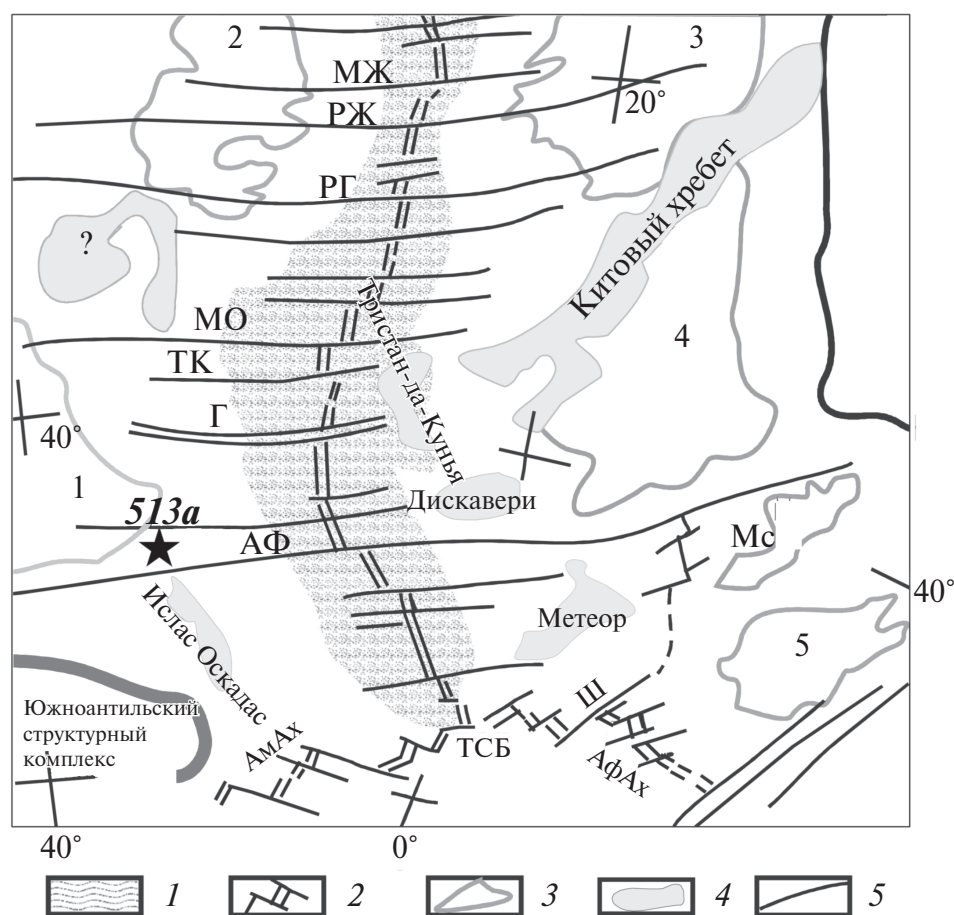 2
3
МЖ
20°
РЖ
Китовый хребет
РГ
?
МО
Тристан-да-Кунья
4
ТК
Г
40°
1
Дискавери
513а
АФ
Мс
40°
Ислас Оскадас
Метеор
5
Ш
Южноантильский
структурный
комплекс
АмАх
ТСБ
АфАх
40°
0°
1
2
3
4
5